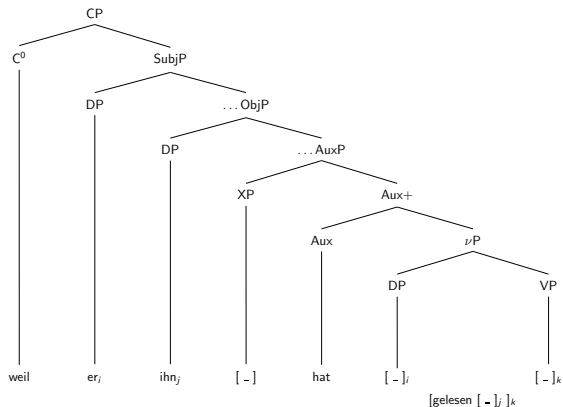 CP
C⁰ SubjP
DP ...ObjP
DP ...AuxP
XP Aux+
Aux νP
DP VP
weil erᵢ ihnⱼ [ _ ] hat [ _ ]ᵢ [ _ ]ₖ
[gelesen [ _ ]ⱼ ]ₖ